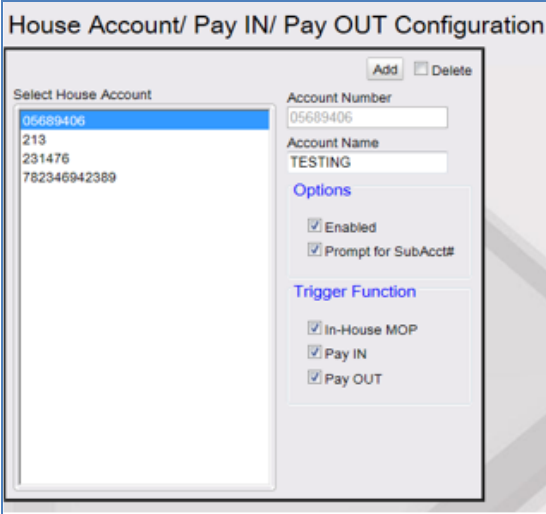 House Account/ Pay IN/ Pay OUT Configuration
Add Delete
Select House Account
05689406
213
231476
782346942389
Account Number
05689406
Account Name
TESTING
Options
Enabled
Prompt for SubAcct#
Trigger Function
In-House MOP
Pay IN
Pay OUT